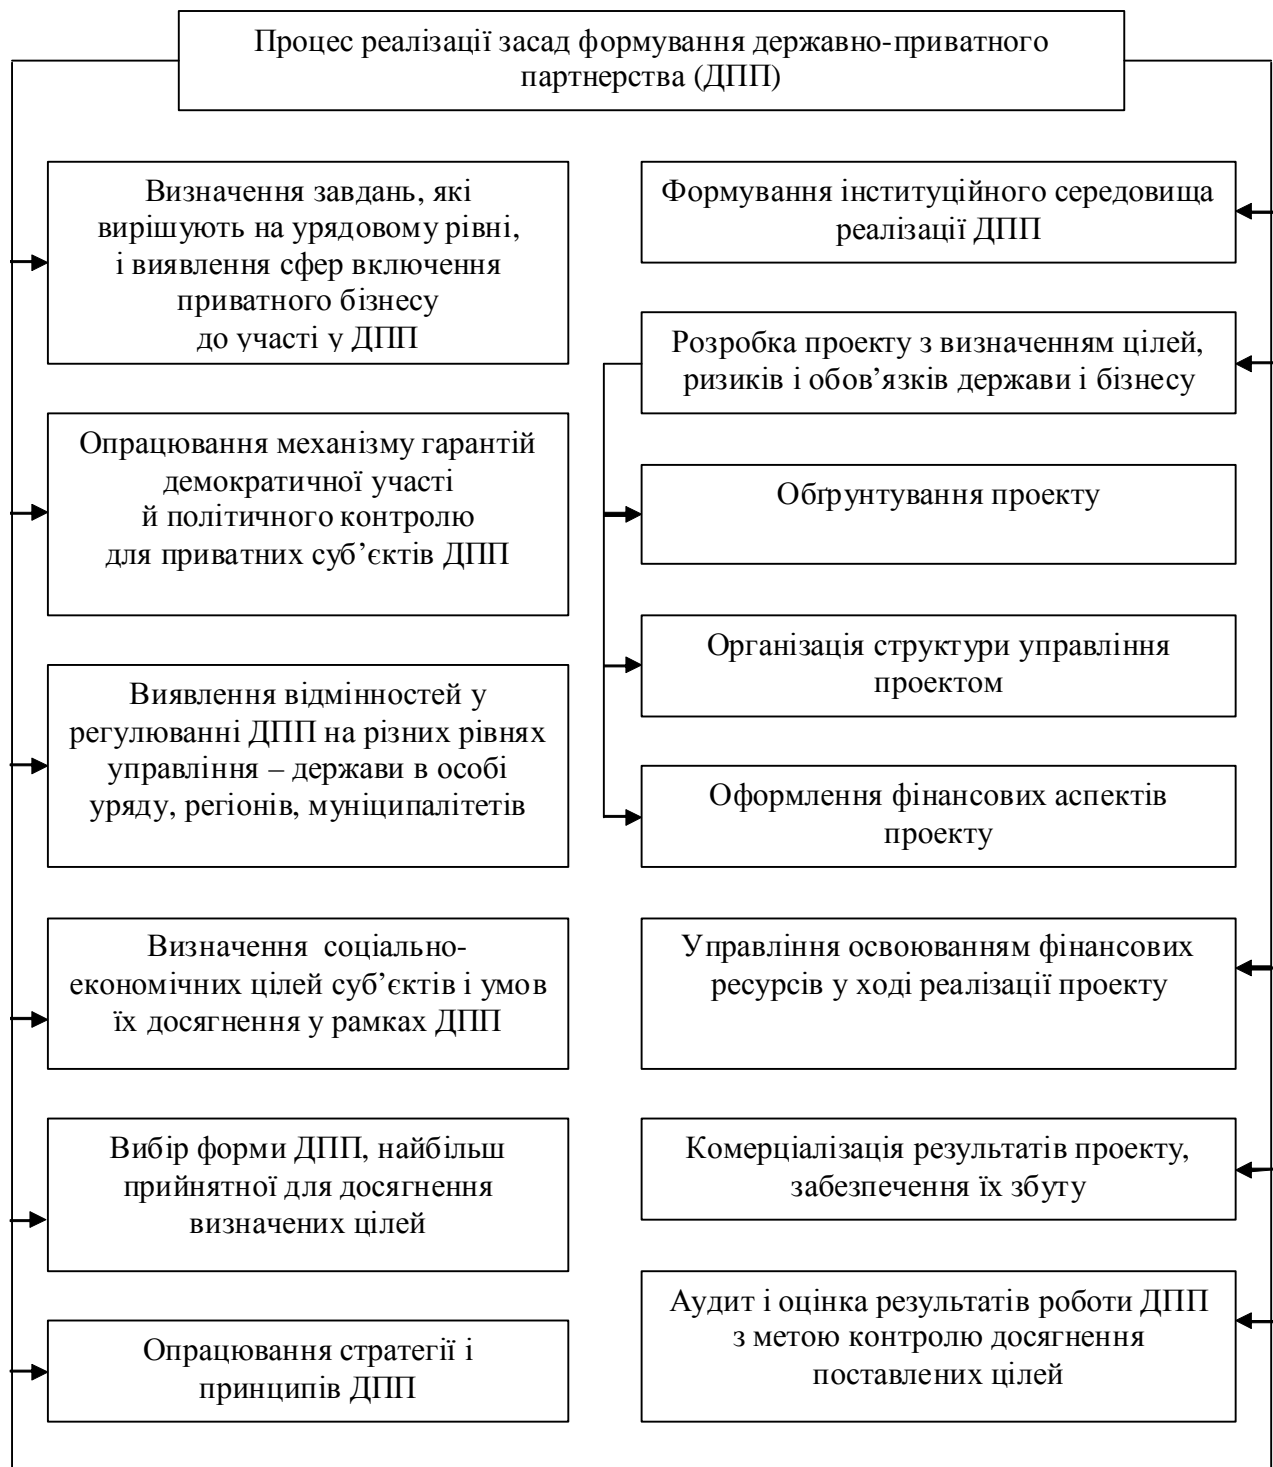 Процес реалізації засад формування державно-приватного
партнерства (ДПП)
Визначення завдань, які
вирішують на урядовому рівні,
і виявлення сфер включення
приватного бізнесу
до участі у ДПП
Опрацювання механізму гарантій
демократичної участі
й політичного контролю
для приватних суб’єктів ДПП
Виявлення відмінностей у
регулюванні ДПП на різних рівнях
управління – держави в особі
уряду, регіонів, муніципалітетів
Визначення соціально-
економічних цілей суб’єктів і умов
їх досягнення у рамках ДПП
Вибір форми ДПП, найбільш
прийнятної для досягнення
визначених цілей
Опрацювання стратегії і
принципів ДПП
Формування інституційного середовища
реалізації ДПП
Розробка проекту з визначенням цілей,
ризиків і обов’язків держави і бізнесу
Обґрунтування проекту
Організація структури управління
проектом
Оформлення фінансових аспектів
проекту
Управління освоюванням фінансових
ресурсів у ході реалізації проекту
Комерціалізація результатів проекту,
забезпечення їх збуту
Аудит і оцінка результатів роботи ДПП
з метою контролю досягнення
поставлених цілей